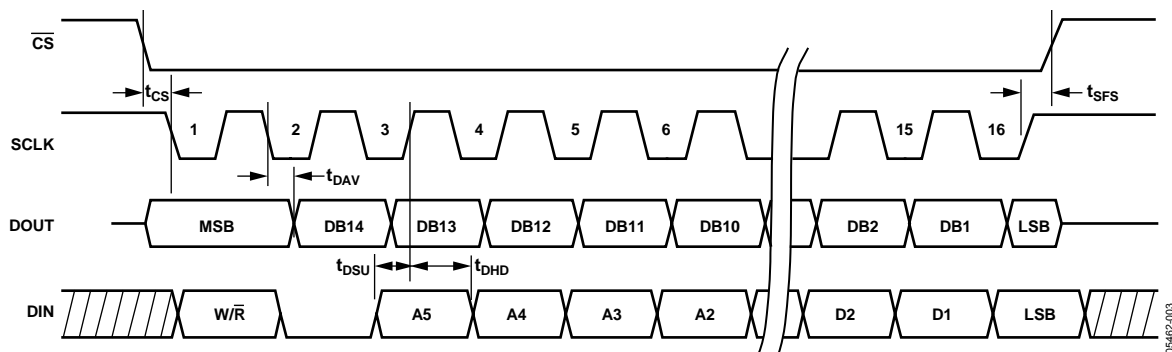 CS
tCS
tSFS
SCLK
1 2 3 4 5 6 15 16
tDAV
DOUT
MSB DB14 DB13 DB12 DB11 DB10 DB2 DB1 LSB
tDSU tDHD
DIN
W/R A5 A4 A3 A2 D2 D1 LSB
05462-003